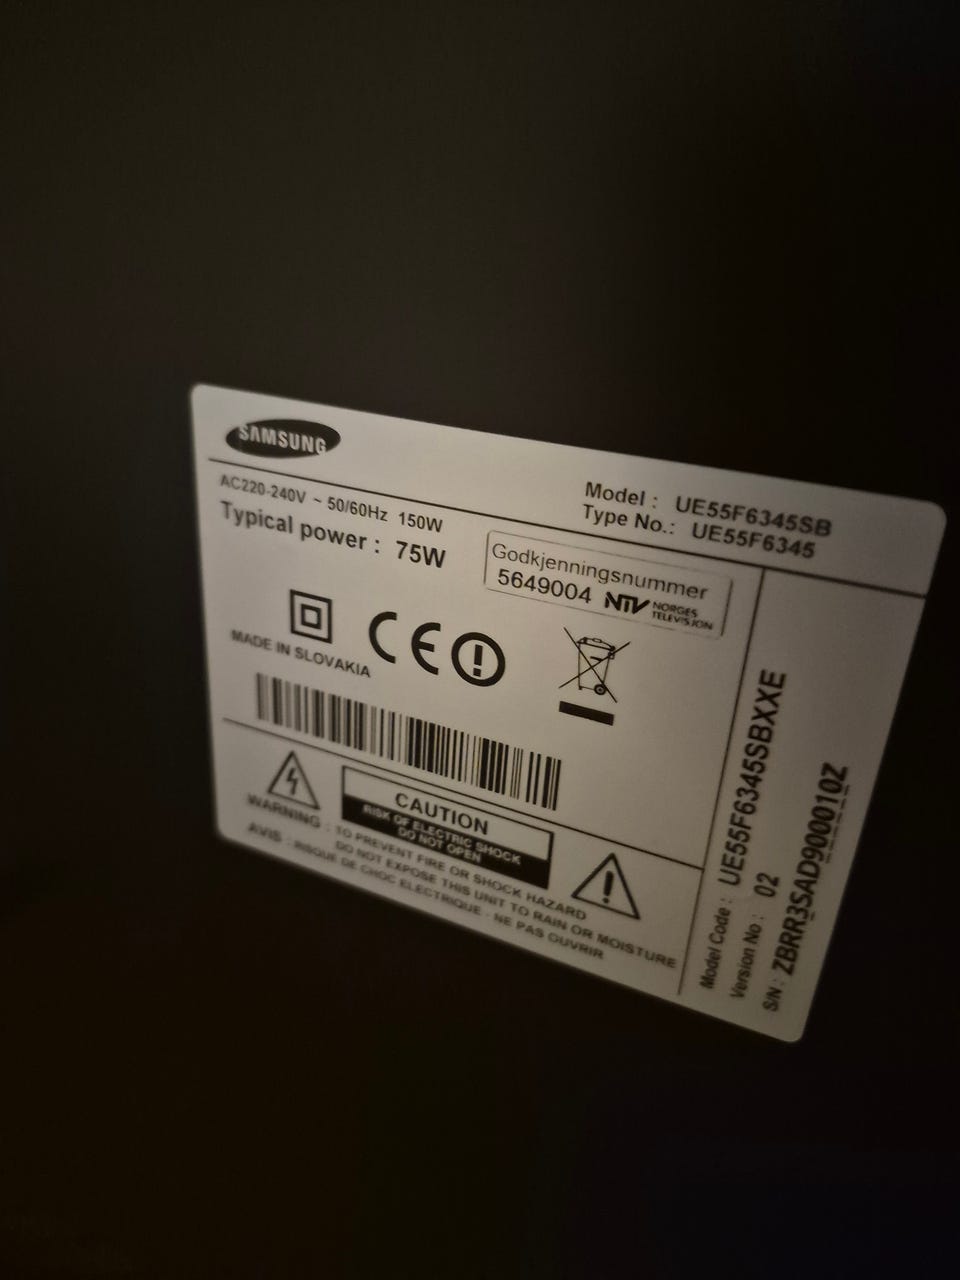 SAMSUNG
Model : UE55F6345SB
Type No.: UE55F6345
AC220-240V ~ 50/60Hz 150W
Typical power : 75W
Godkjenningsnummer
5649004 NTV NORGES
TELEVISJON
MADE IN SLOVAKIA
CE
WARNING : TO PREVENT FIRE OR SHOCK HAZARD
DO NOT EXPOSE THIS UNIT TO RAIN OR MOISTURE
AVIS : RISQUE DE CHOC ELECTRIQUE - NE PAS OUVRIR
CAUTION
RISK OF ELECTRIC SHOCK
DO NOT OPEN
Model Code : UE55F6345SBXXE
Version No : 02
S/N : ZBRR3SAD900010Z